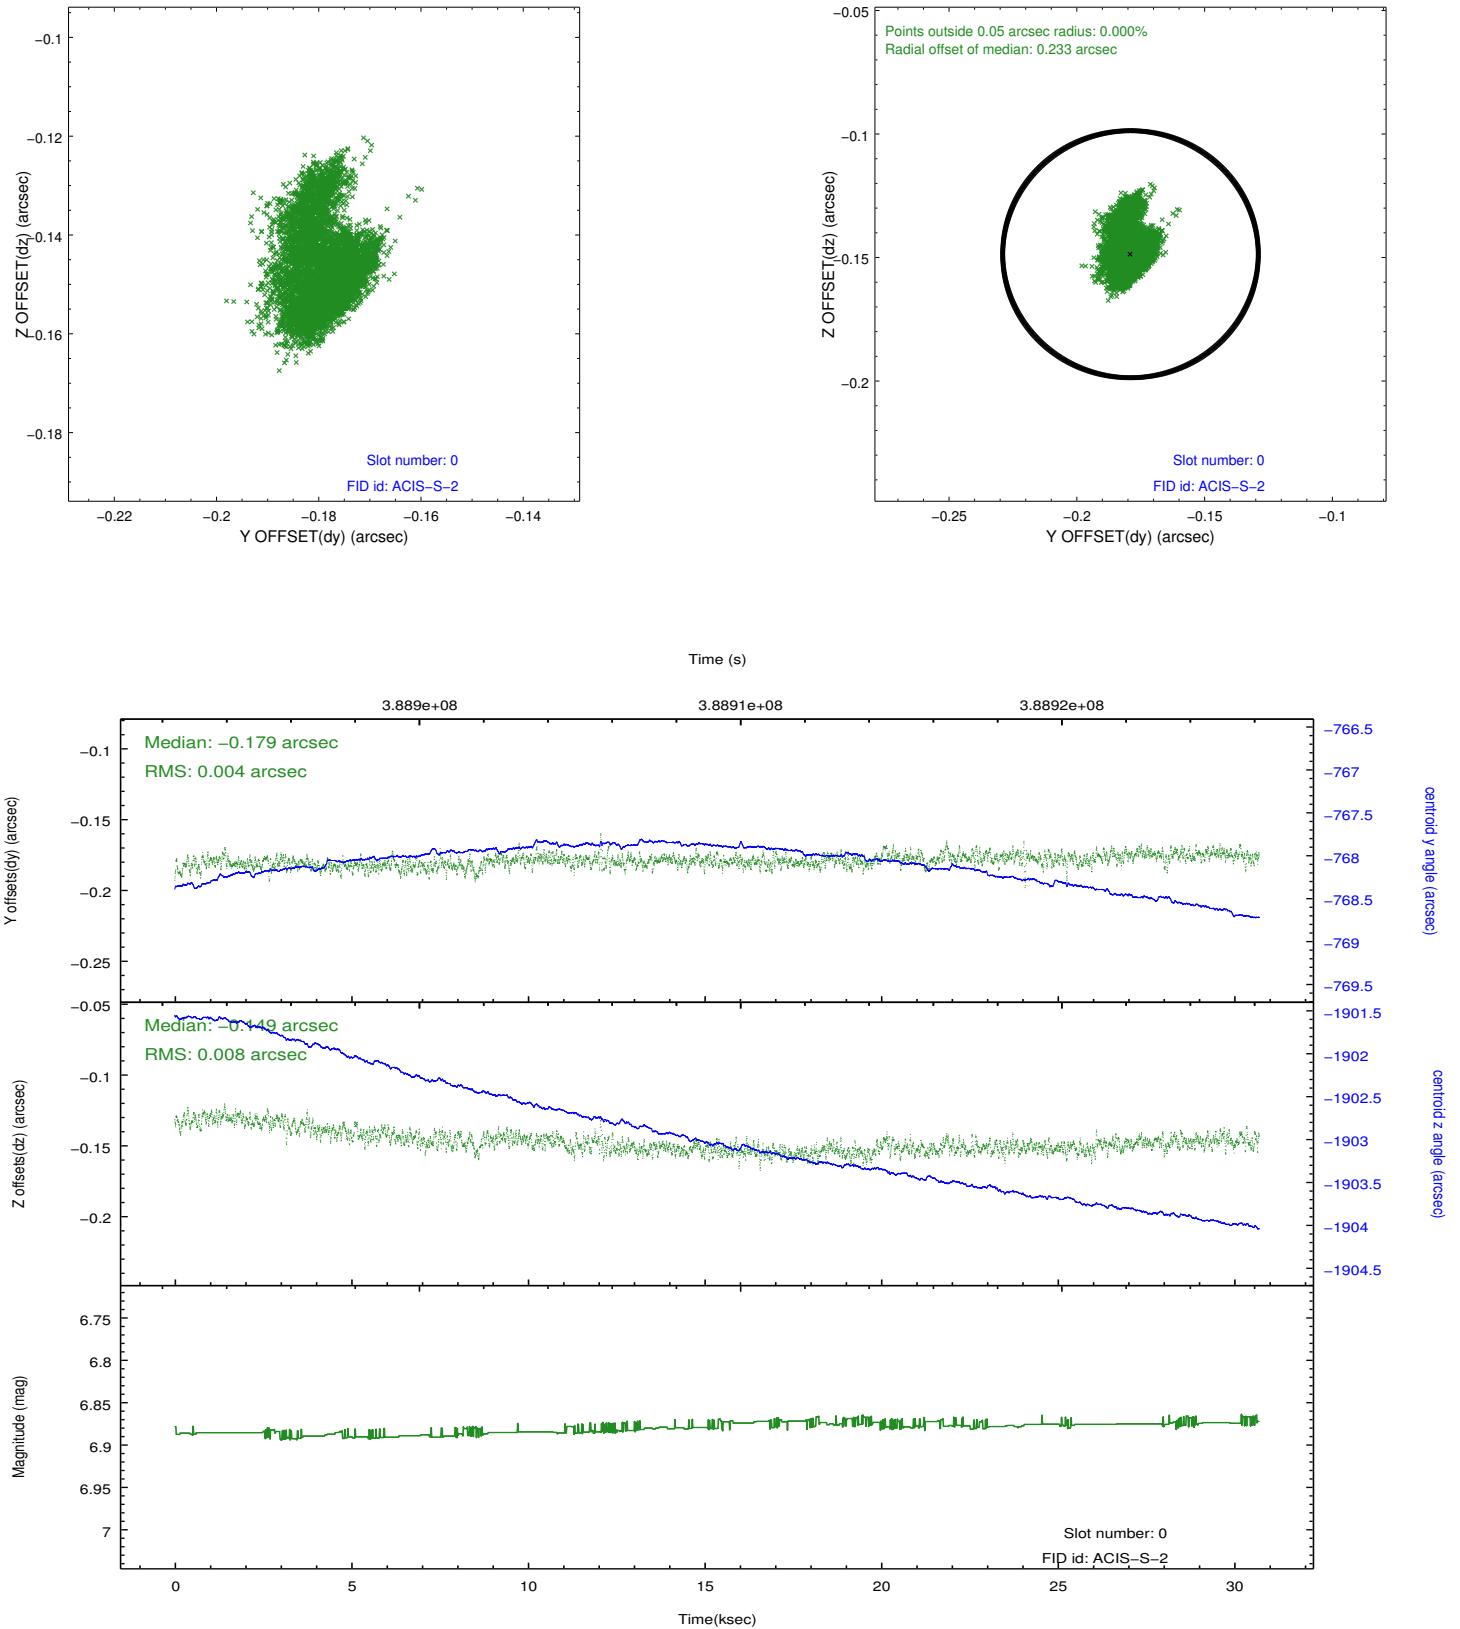 −0.1
−0.12
−0.14
−0.16
−0.18
Z OFFSET(dz) (arcsec)
Slot number: 0
FID id: ACIS−S−2
−0.22
−0.2
−0.18
−0.16
−0.14
Y OFFSET(dy) (arcsec)
Points outside 0.05 arcsec radius: 0.000%
Radial offset of median: 0.233 arcsec
−0.05
−0.1
−0.15
−0.2
Z OFFSET(dz) (arcsec)
Slot number: 0
FID id: ACIS−S−2
−0.25
−0.2
−0.15
−0.1
Y OFFSET(dy) (arcsec)
Time (s)
3.889e+08
3.8891e+08
3.8892e+08
Median: −0.179 arcsec
RMS: 0.004 arcsec
−0.1
−0.15
−0.2
−0.25
Y offsets(dy) (arcsec)
−766.5
−767
−767.5
−768
−768.5
−769
−769.5
centroid y angle (arcsec)
Median: −0.149 arcsec
RMS: 0.008 arcsec
−0.05
−0.1
−0.15
−0.2
Z offsets(dz) (arcsec)
−1901.5
−1902
−1902.5
−1903
−1903.5
−1904
−1904.5
centroid z angle (arcsec)
6.75
6.8
6.85
6.9
6.95
7
Magnitude (mag)
Slot number: 0
FID id: ACIS−S−2
0
5
10
15
20
25
30
Time(ksec)